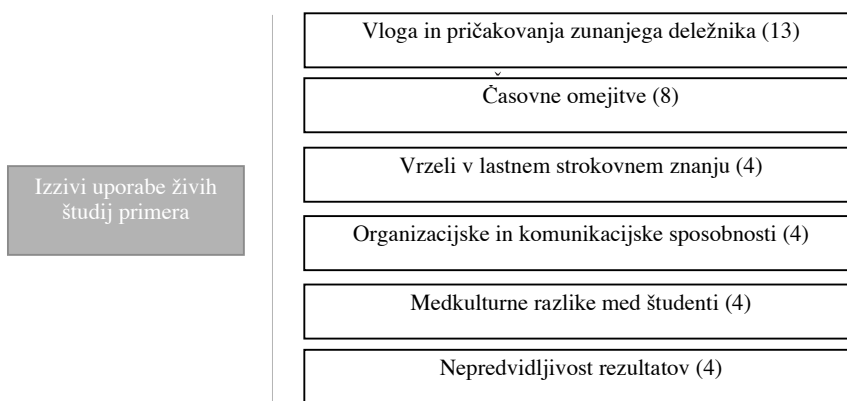 Vloga in pričakovanja zunanjega deležnika (13)
Časovne omejitve (8)
Vrzeli v lastnem strokovnem znanju (4)
Izzivi uporabe živih
študij primera
Organizacijske in komunikacijske sposobnosti (4)
Medkulturne razlike med študenti (4)
Nepredvidljivost rezultatov (4)